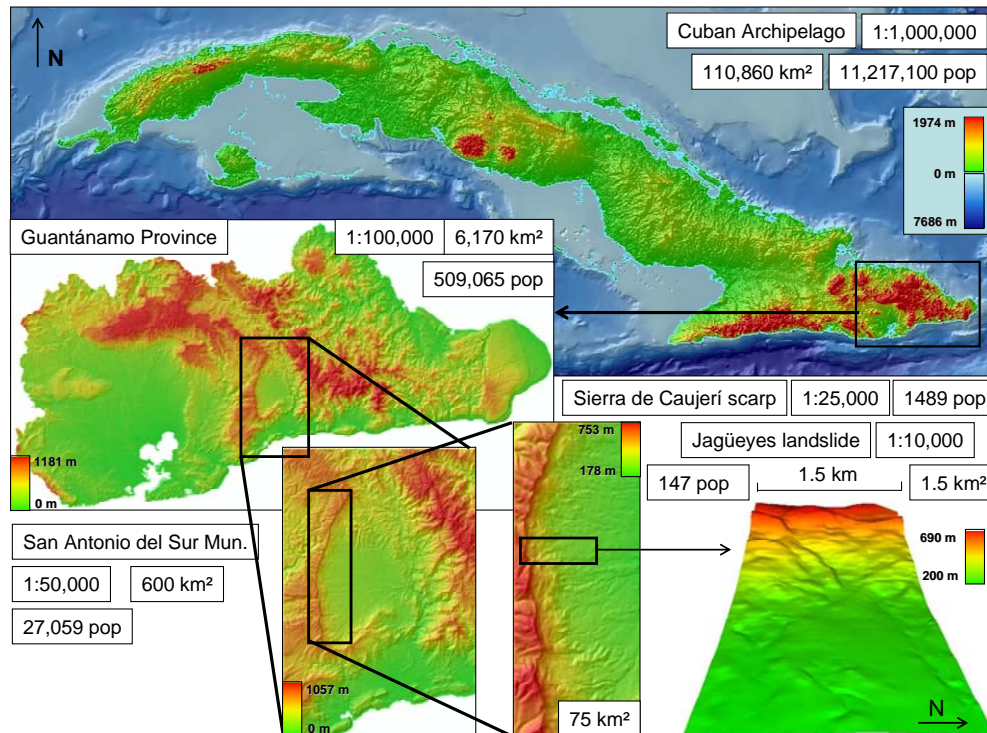 N
Cuban Archipelago
1:1,000,000
110,860 km²
11,217,100 pop
1974 m
0 m
7686 m
Guantánamo Province
1:100,000
6,170 km²
509,065 pop
1181 m
0 m
Sierra de Caujerí scarp
1:25,000
1489 pop
Jagüeyes landslide
1:10,000
147 pop
1.5 km
1.5 km²
753 m
178 m
690 m
200 m
San Antonio del Sur Mun.
1:50,000
600 km²
27,059 pop
1057 m
0 m
75 km²
N